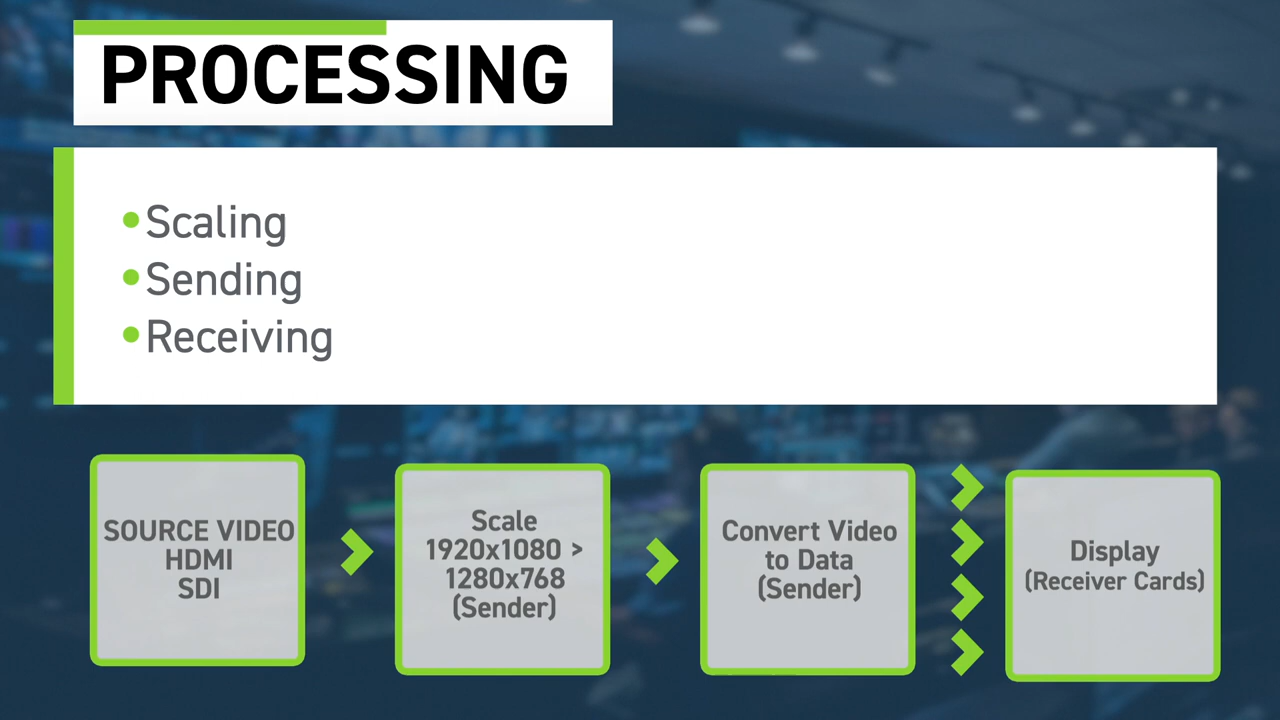 PROCESSING
•Scaling
•Sending
•Receiving
SOURCE VIDEO
HDMI
SDI
Scale
1920x1080 >
1280x768
(Sender)
Convert Video
to Data
(Sender)
Display
(Receiver Cards)